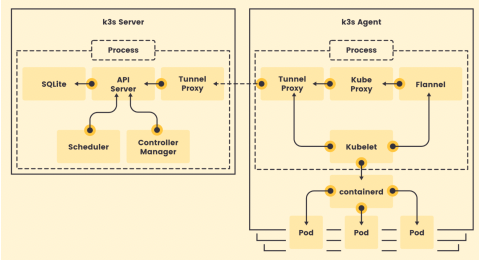 k3s Server
Process
SQLite
API
Server
Tunnel
Proxy
Scheduler
Controller
Manager
k3s Agent
Process
Tunnel
Proxy
Kube
Proxy
Flannel
Kubelet
containerd
Pod
Pod
Pod